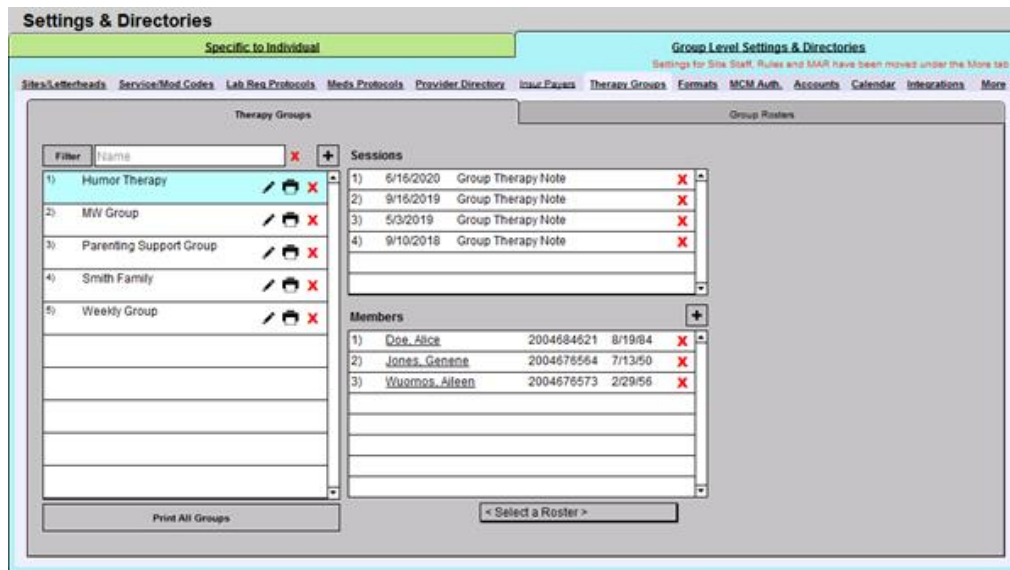 Settings & Directories
Specific to Individual
Group Level Settings & Directories
Settings for Site Staff, Rules and MAR have been moved under the More tab
Sites/Letterheads Service/Mod Codes Lab Req Protocols Meds Protocols Provider Directory Insur Payers Therapy Groups Formats MCM Auth. Accounts Calendar Integrations More
Therapy Groups
Group Rosters
Filter Name X + Sessions
1) Humor Therapy X
2) MW Group X
3) Parenting Support Group X
4) Smith Family X
5) Weekly Group X
1) 6/16/2020 Group Therapy Note X
2) 9/16/2019 Group Therapy Note X
3) 5/3/2019 Group Therapy Note X
4) 9/10/2018 Group Therapy Note X
Members +
1) Doe, Alice 2004684621 8/19/84 X
2) Jones, Genene 2004676564 7/13/50 X
3) Wuornos, Aileen 2004676573 2/29/56 X
< Select a Roster >
Print All Groups